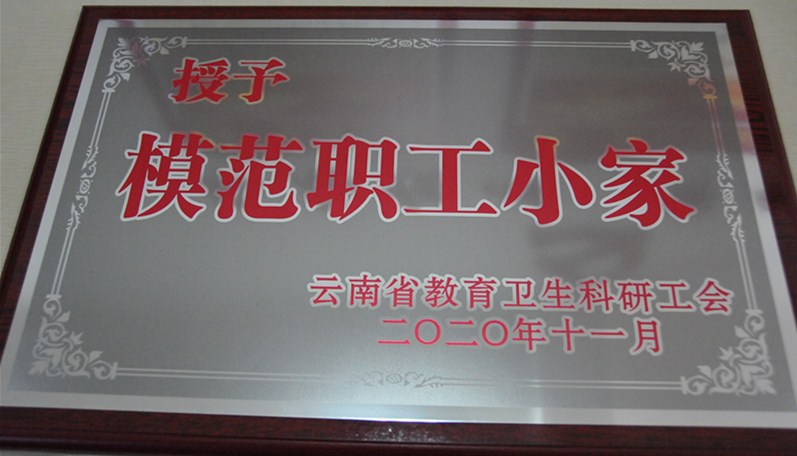 授予
模范职工小家
云南省教育卫生科研工会
二〇二〇年十一月